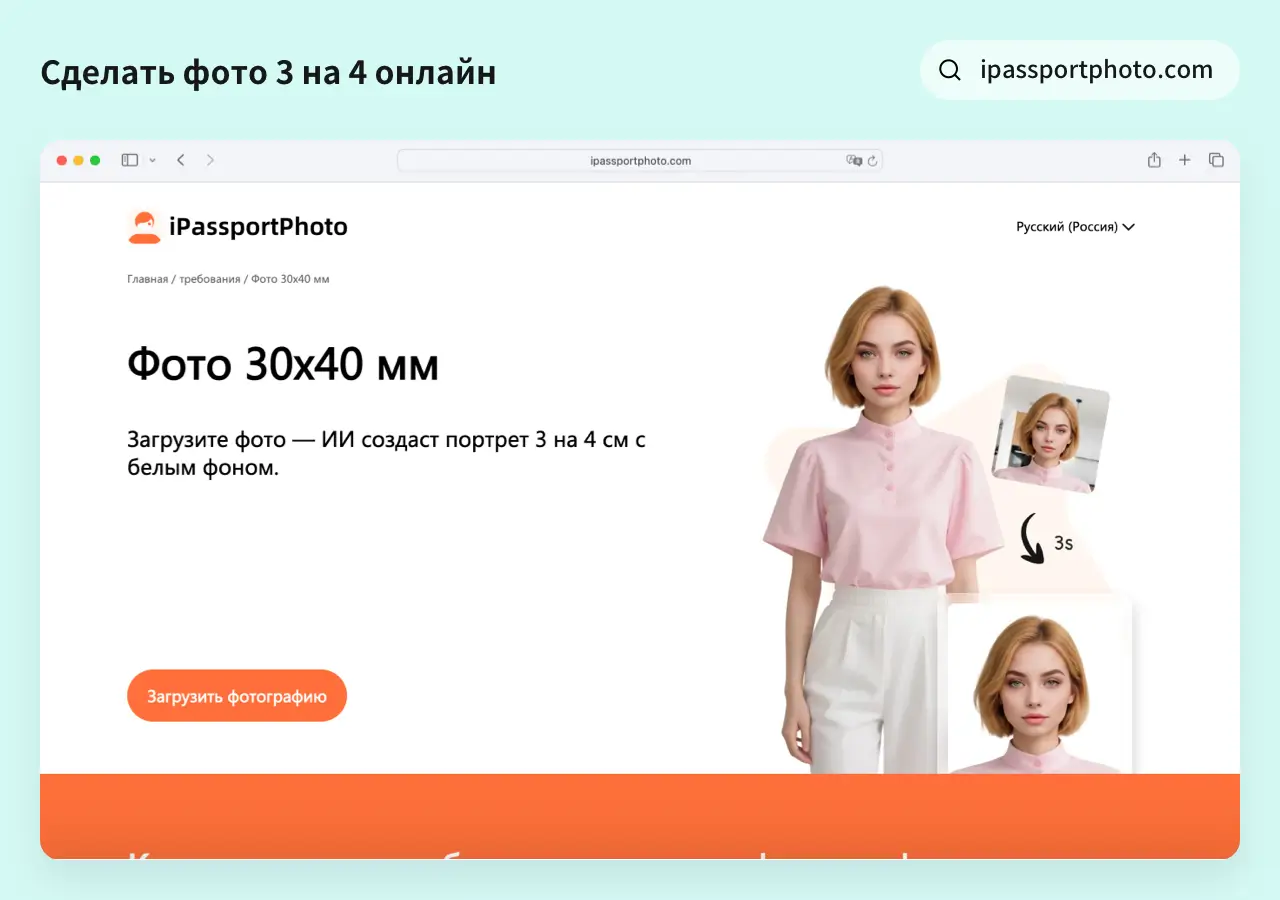 Сделать фото 3 на 4 онлайн
ipassportphoto.com
ipassportphoto.com
iPassportPhoto
Русский (Россия)
Главная / требования / Фото 30x40 мм
Фото 30x40 мм
Загрузите фото — ИИ создаст портрет 3 на 4 см с
белым фоном.
3s
Загрузить фотографию